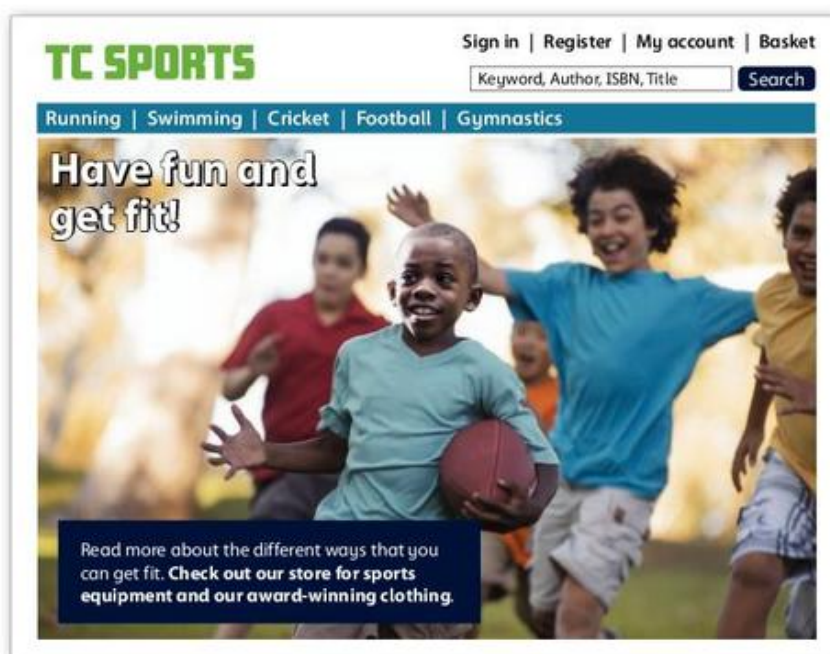 TC SPORTS
Sign in | Register | My account | Basket
Keyword, Author, ISBN, Title
Search
Running | Swimming | Cricket | Football | Gymnastics
Have fun and
get fit!
Read more about the different ways that you
can get fit. Check out our store for sports
equipment and our award-winning clothing.